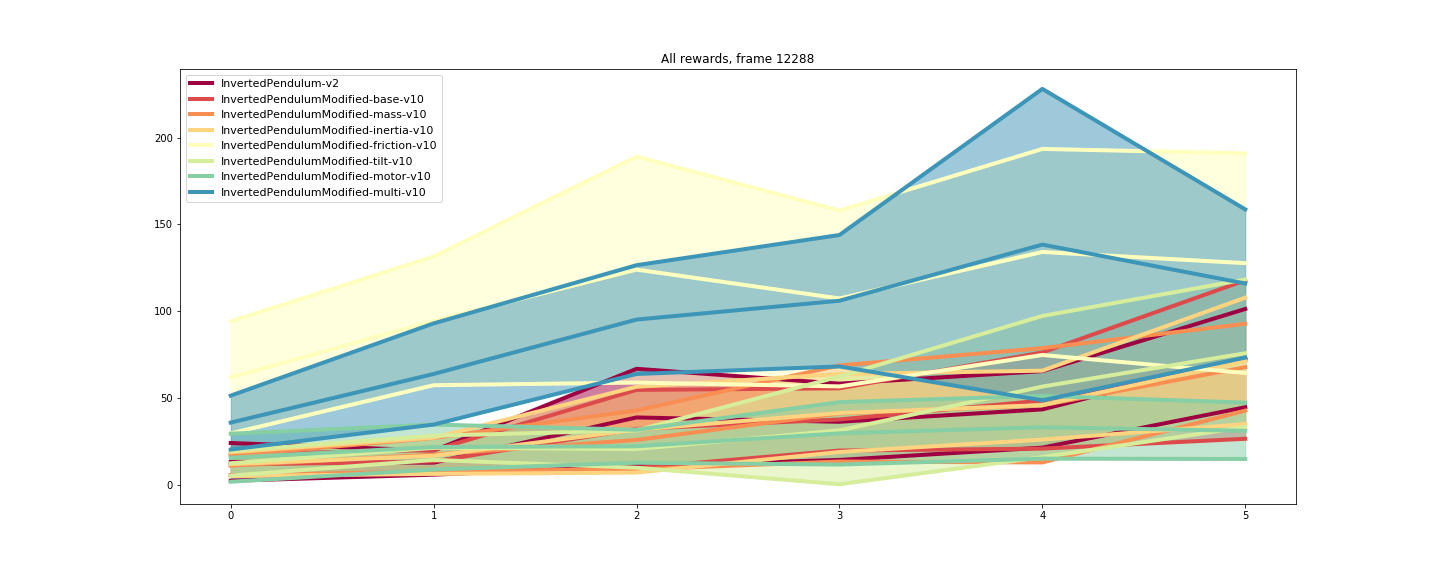 All rewards, frame 12288
InvertedPendulum-v2
InvertedPendulumModified-base-v10
InvertedPendulumModified-mass-v10
InvertedPendulumModified-inertia-v10
InvertedPendulumModified-friction-v10
InvertedPendulumModified-tilt-v10
InvertedPendulumModified-motor-v10
InvertedPendulumModified-multi-v10
200
150
100
50
0
0 1 2 3 4 5